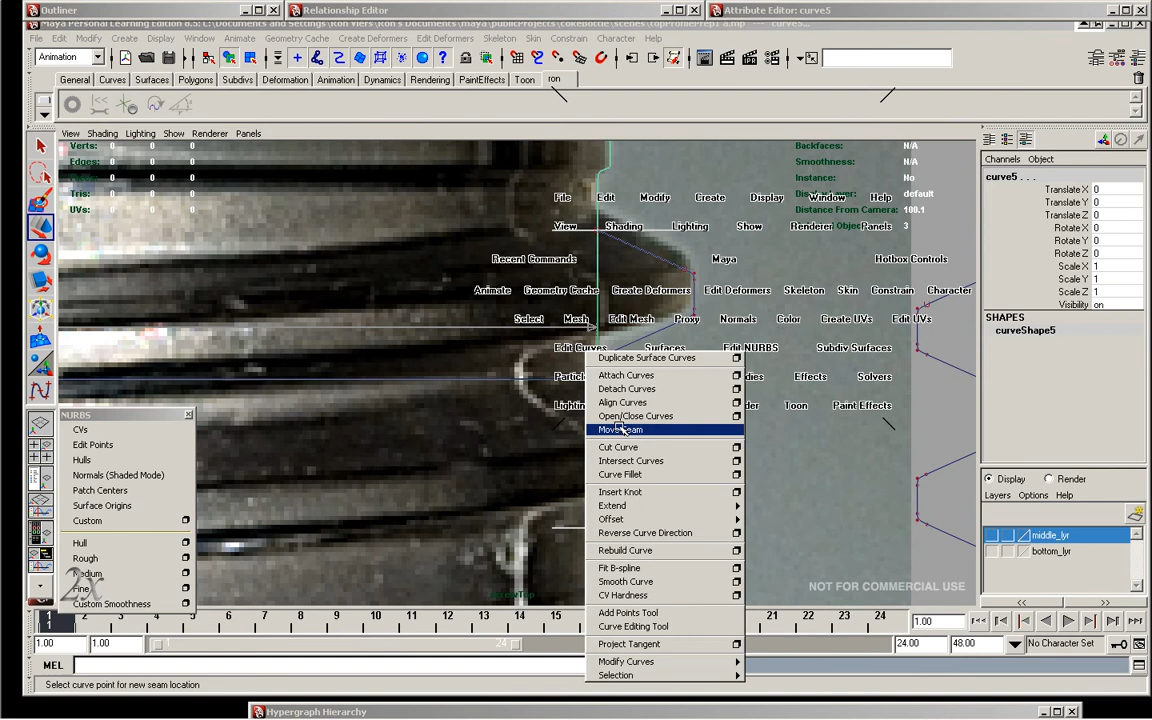 Outliner
Relationship Editor
Attribute Editor: curve5
File Edit Modify Create Display Window Animate Geometry Cache Create Deformers Edit Deformers Skeleton Skin Constrain Character Help
Animation
General Curves Surfaces Polygons Subdivs Deformation Animation Dynamics Rendering PaintEffects Toon ron
View Shading Lighting Show Renderer Panels
Channels Object
Verts: 0 0 0
Edges: 0 0 0
Tris: 0 0 0
UVs: 0 0 0
Backfaces: N/A
Smoothness: N/A
Instance: No
Display Layer: default
Distance From Camera: 100.1
3
curve5 . . .
Translate X 0
Translate Y 0
Translate Z 0
Rotate X 0
Rotate Y 0
Rotate Z 0
Scale X 1
Scale Y 1
Scale Z 1
Visibility on
SHAPES
curveShape5
File Edit Modify Create Display Window Help
View Shading Lighting Show Renderer Panels
Recent Commands Maya Hotbox Controls
Animate Geometry Cache Create Deformers Edit Deformers Skeleton Skin Constrain Character
Select Mesh Edit Mesh Proxy Normals Color Create UVs Edit UVs
Edit Curves Surfaces Edit NURBS Subdiv Surfaces
Effects Solvers
Toon Paint Effects
Duplicate Surface Curves
Attach Curves
Detach Curves
Align Curves
Open/Close Curves
Move Seam
Cut Curve
Intersect Curves
Curve Fillet
Insert Knot
Extend
Offset
Reverse Curve Direction
Rebuild Curve
Fit B-spline
Smooth Curve
CV Hardness
Add Points Tool
Curve Editing Tool
Project Tangent
Modify Curves
Selection
NURBS
CVs
Edit Points
Hulls
Normals (Shaded Mode)
Patch Centers
Surface Origins
Custom
Hull
Rough
Medium
Fine
Custom Smoothness
2x
NOT FOR COMMERCIAL USE
Display Render
Layers Options Help
middle_lyr
bottom_lyr
1 2 3 4 5 6 7 8 9 10 11 12 13 14 15 16 18 19 20 21 22 23 24
1
1.00
1.00 1.00 1 24 24.00 48.00 No Character Set
MEL
Select curve point for new seam location
Hypergraph Hierarchy